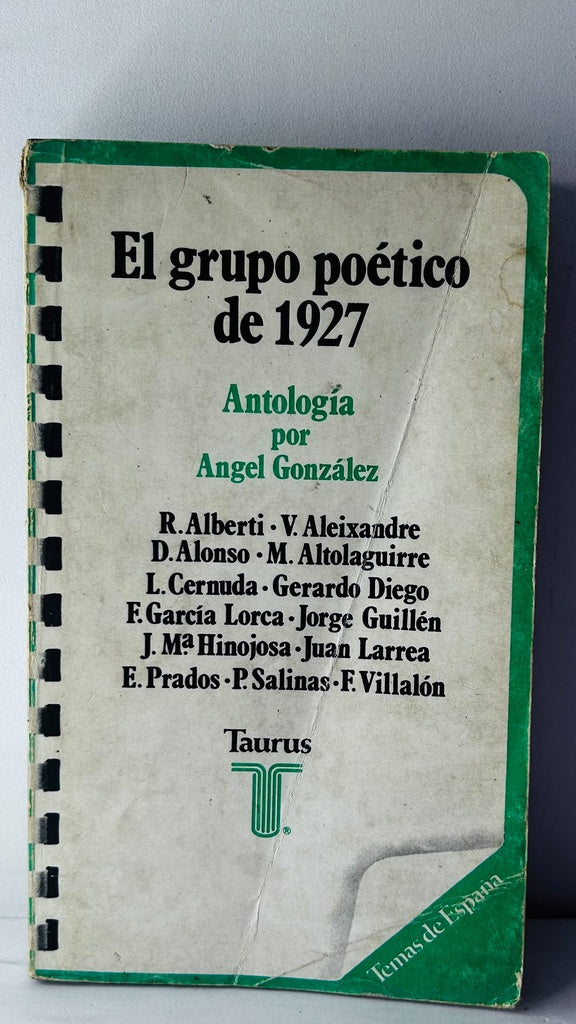 El grupo poético
de 1927
Antología
por
Angel González
R. Alberti · V. Aleixandre
D. Alonso · M. Altolaguirre
L. Cernuda · Gerardo Diego
F. García Lorca · Jorge Guillén
J. Mª Hinojosa · Juan Larrea
E. Prados · P. Salinas · F. Villalón
Taurus
®
Temas de España